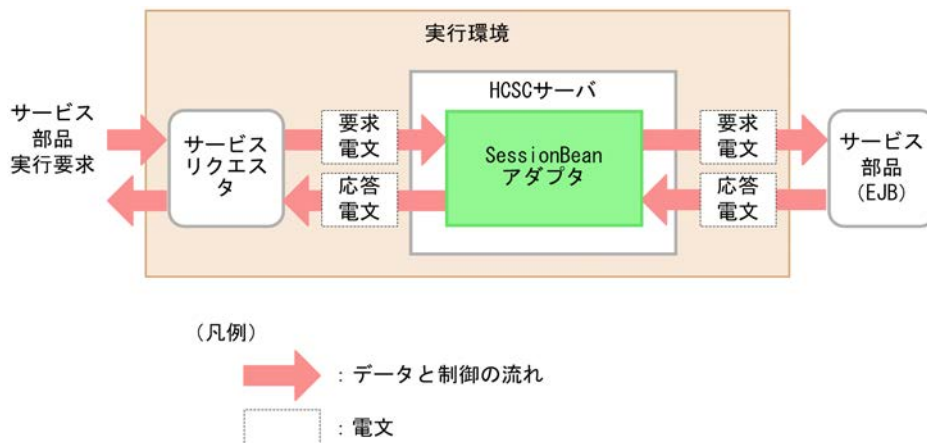 実行環境
HCSCサーバ
サービス
部品
実行要求
サービス
リクエス
タ
要求
電文
応答
電文
SessionBean
アダプタ
要求
電文
応答
電文
サービス
部品
(EJB)
(凡例)
：データと制御の流れ
：電文